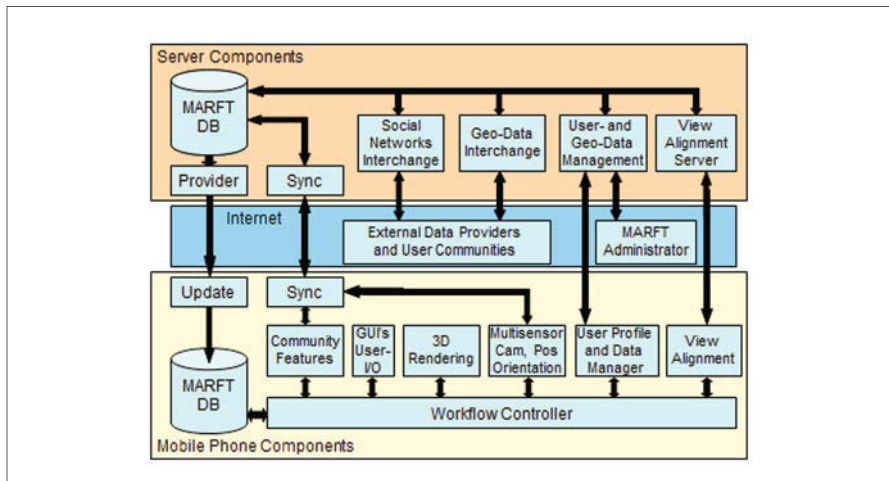 Server Components
MARFT
DB
Social
Networks
Interchange
Geo-Data
Interchange
User- and
Geo-Data
Management
View
Alignment
Server
Provider
Sync
Internet
External Data Providers
and User Communities
MARFT
Administrator
Update
Sync
Community
Features
GUI's
User-
I/O
3D
Rendering
Multisensor
Cam, Pos
Orientation
User Profile
and Data
Manager
View
Alignment
MARFT
DB
Workflow Controller
Mobile Phone Components